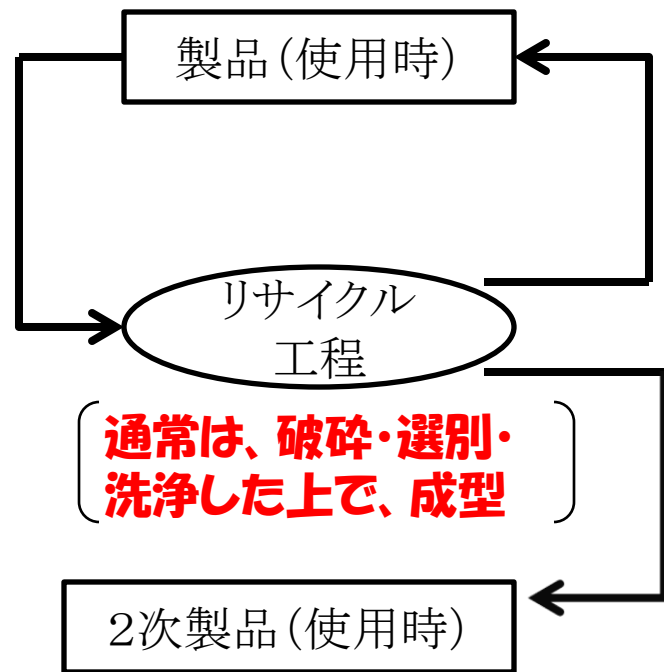 製品(使用時)
リサイクル
工程
通常は、破砕・選別・
洗浄した上で、成型
2次製品(使用時)